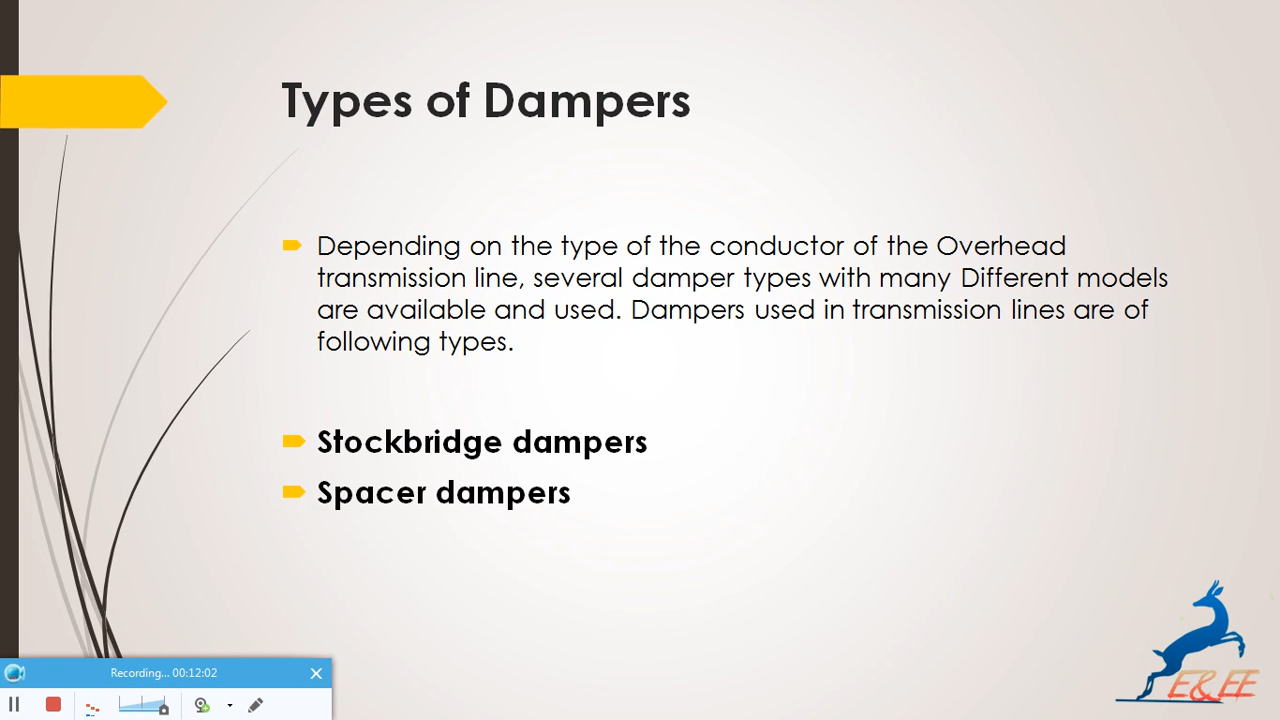 Types of Dampers
Depending on the type of the conductor of the Overhead
transmission line, several damper types with many Different models
are available and used. Dampers used in transmission lines are of
following types.
Stockbridge dampers
Spacer dampers
Recording... 00:12:02
E&EE